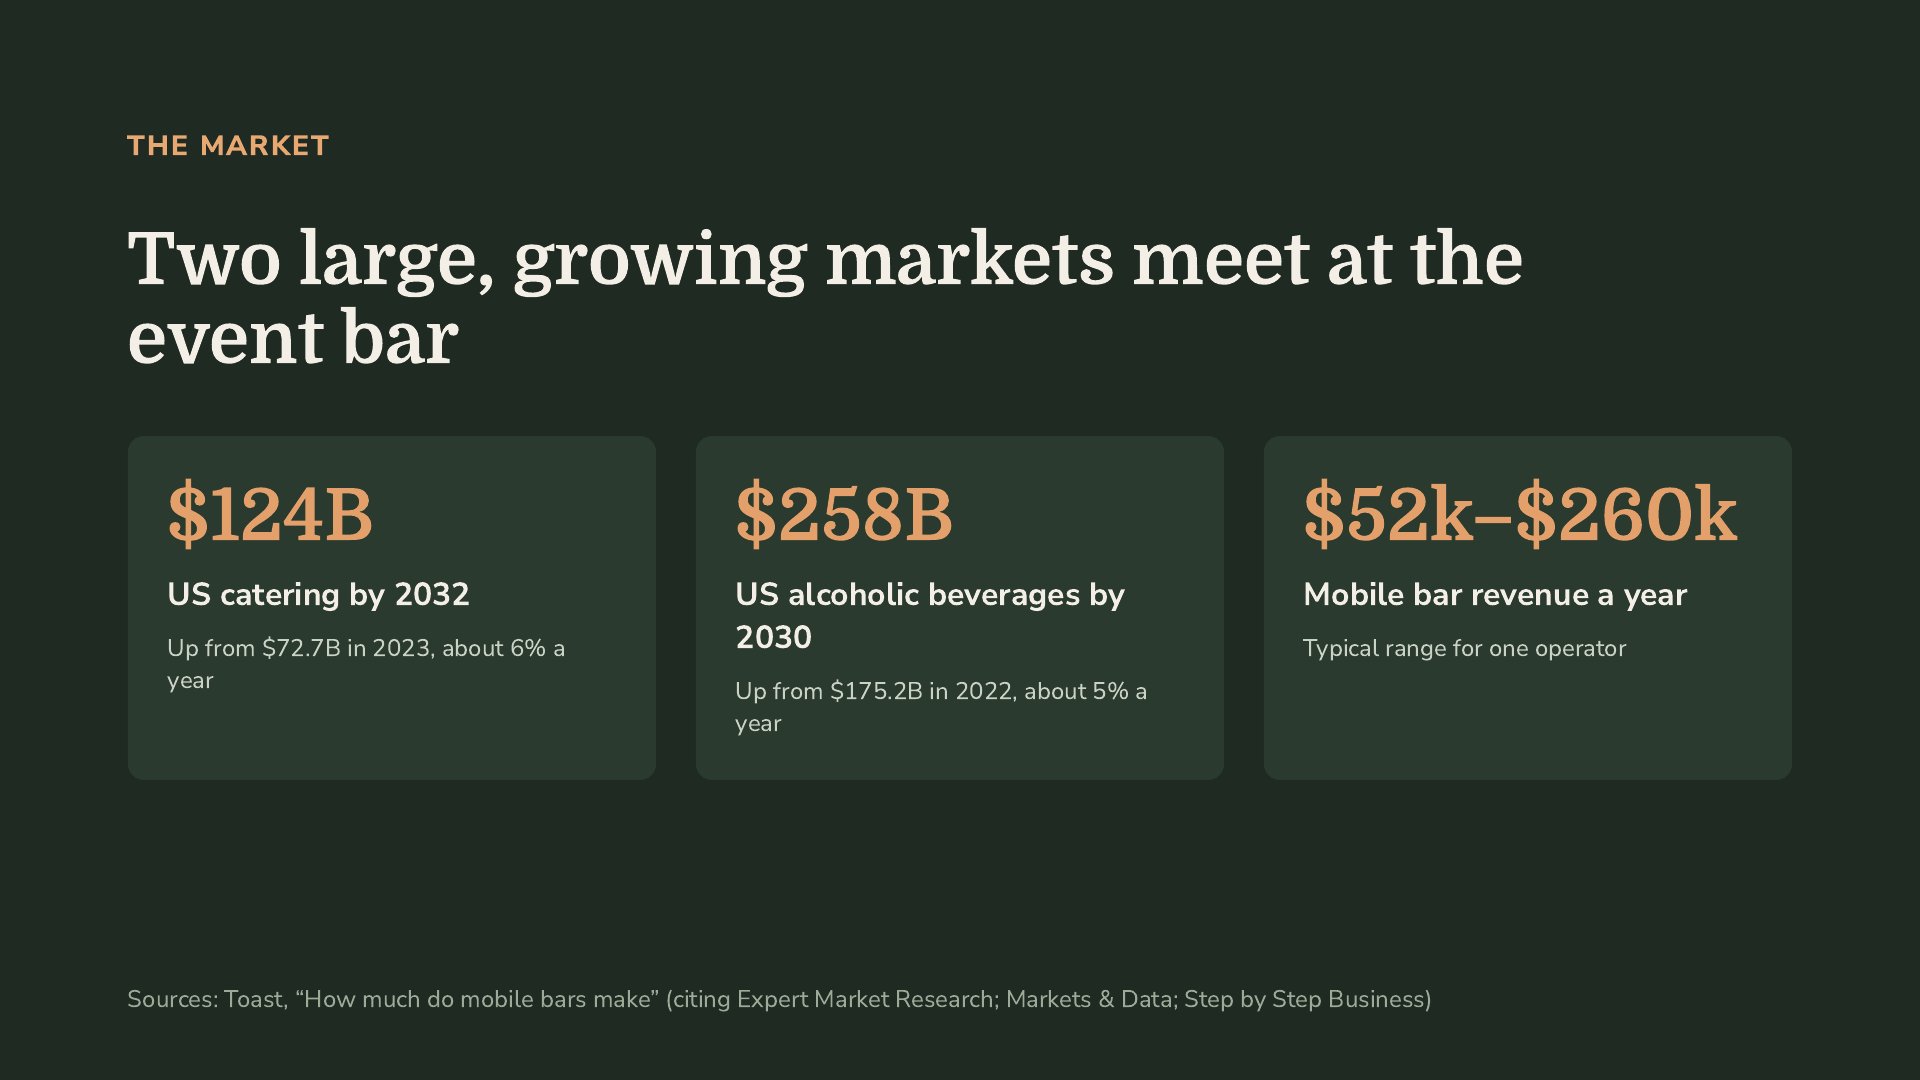 THE MARKET
Two large, growing markets meet at the
event bar
$124B
US catering by 2032
Up from $72.7B in 2023, about 6% a
year
$258B
US alcoholic beverages by
2030
Up from $175.2B in 2022, about 5% a
year
$52k–$260k
Mobile bar revenue a year
Typical range for one operator
Sources: Toast, “How much do mobile bars make” (citing Expert Market Research; Markets & Data; Step by Step Business)